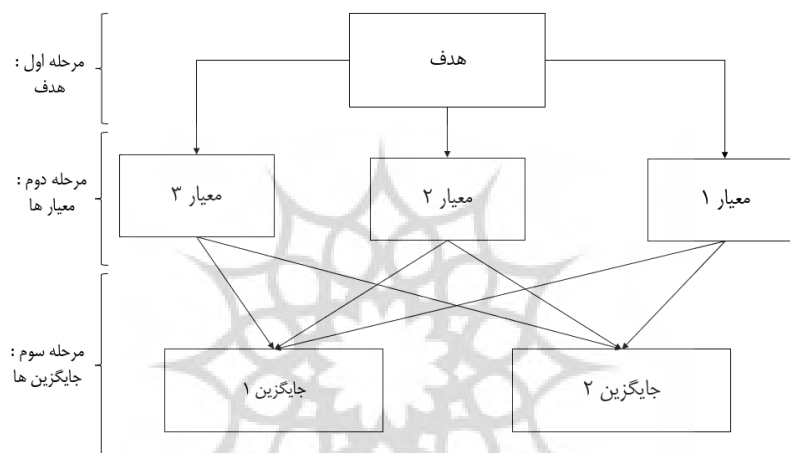 مرحله اول :
هدف
هدف
مرحله دوم :
معیار ها
معیار ۱
معیار ۲
معیار ۳
مرحله سوم :
جایگزین ها
جایگزین ۲
جایگزین ۱